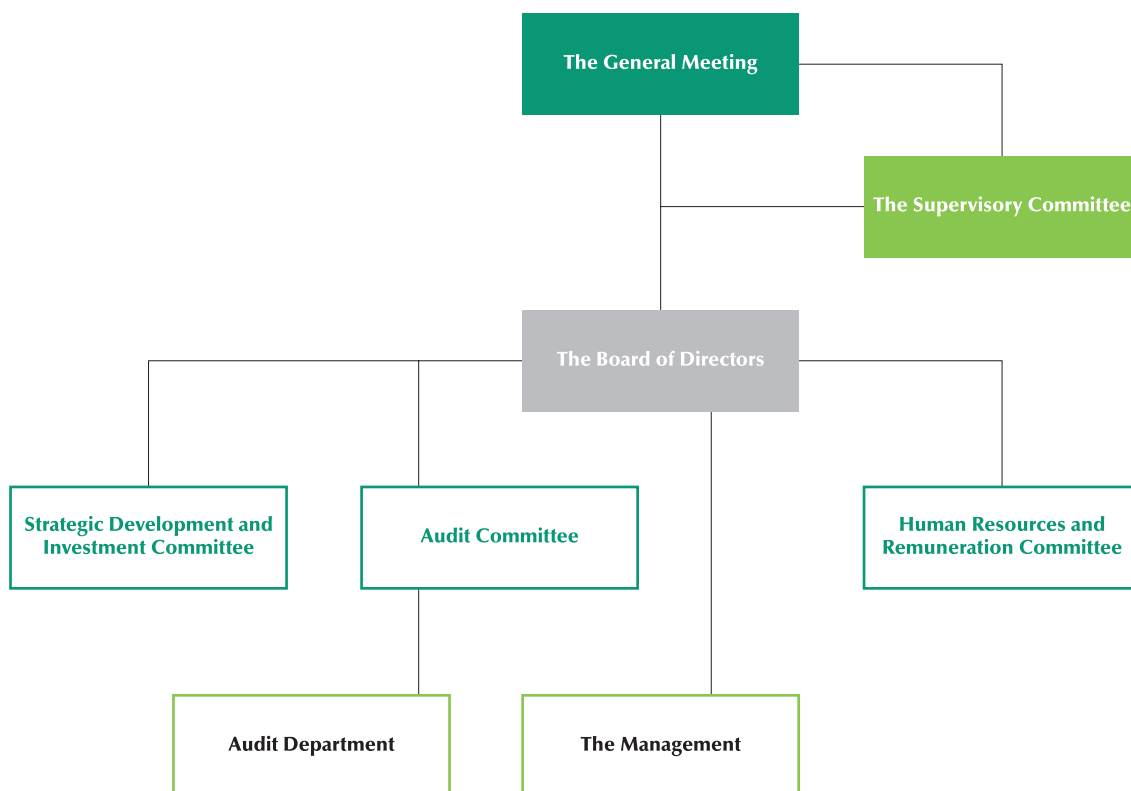 The General Meeting
The Supervisory Committee
The Board of Directors
Strategic Development and
Investment Committee
Audit Committee
Human Resources and
Remuneration Committee
Audit Department
The Management